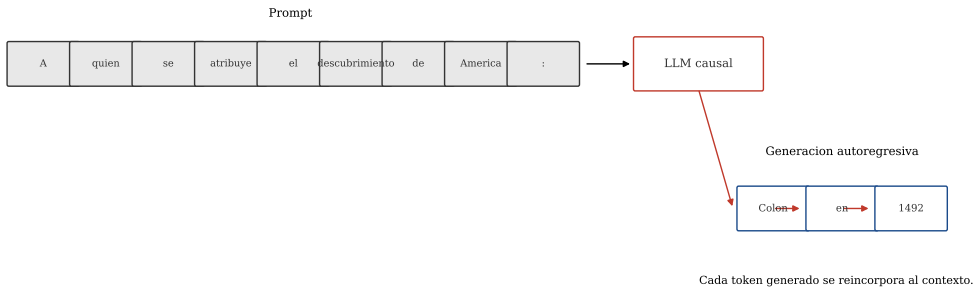 Prompt
A quien se atribuye el descubrimiento de America :
LLM causal
Generacion autoregresiva
Colon en 1492
Cada token generado se reincorpora al contexto.